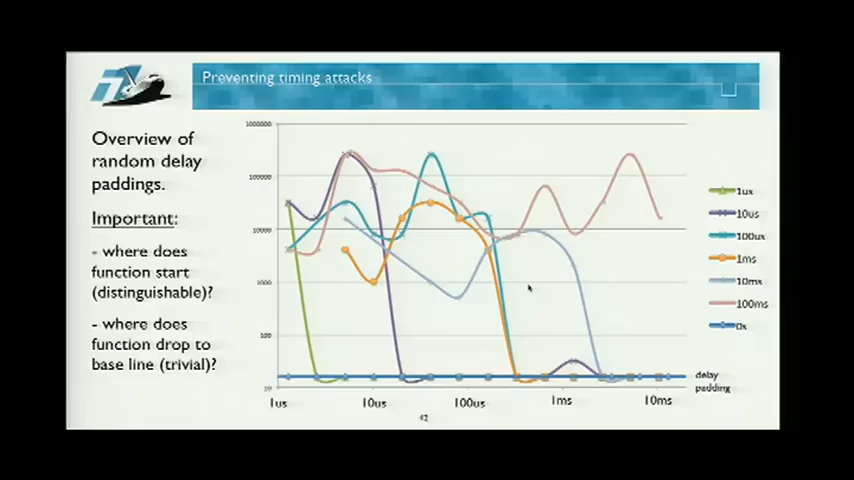 Preventing timing attacks
Overview of
random delay
paddings.
Important:
- where does
function start
(distinguishable)?
- where does
function drop to
base line (trivial)?
1000000
100000
10000
1000
100
10
1us
10us
100us
1ms
10ms
1us
10us
100us
1ms
10ms
100ms
0s
delay
padding
42